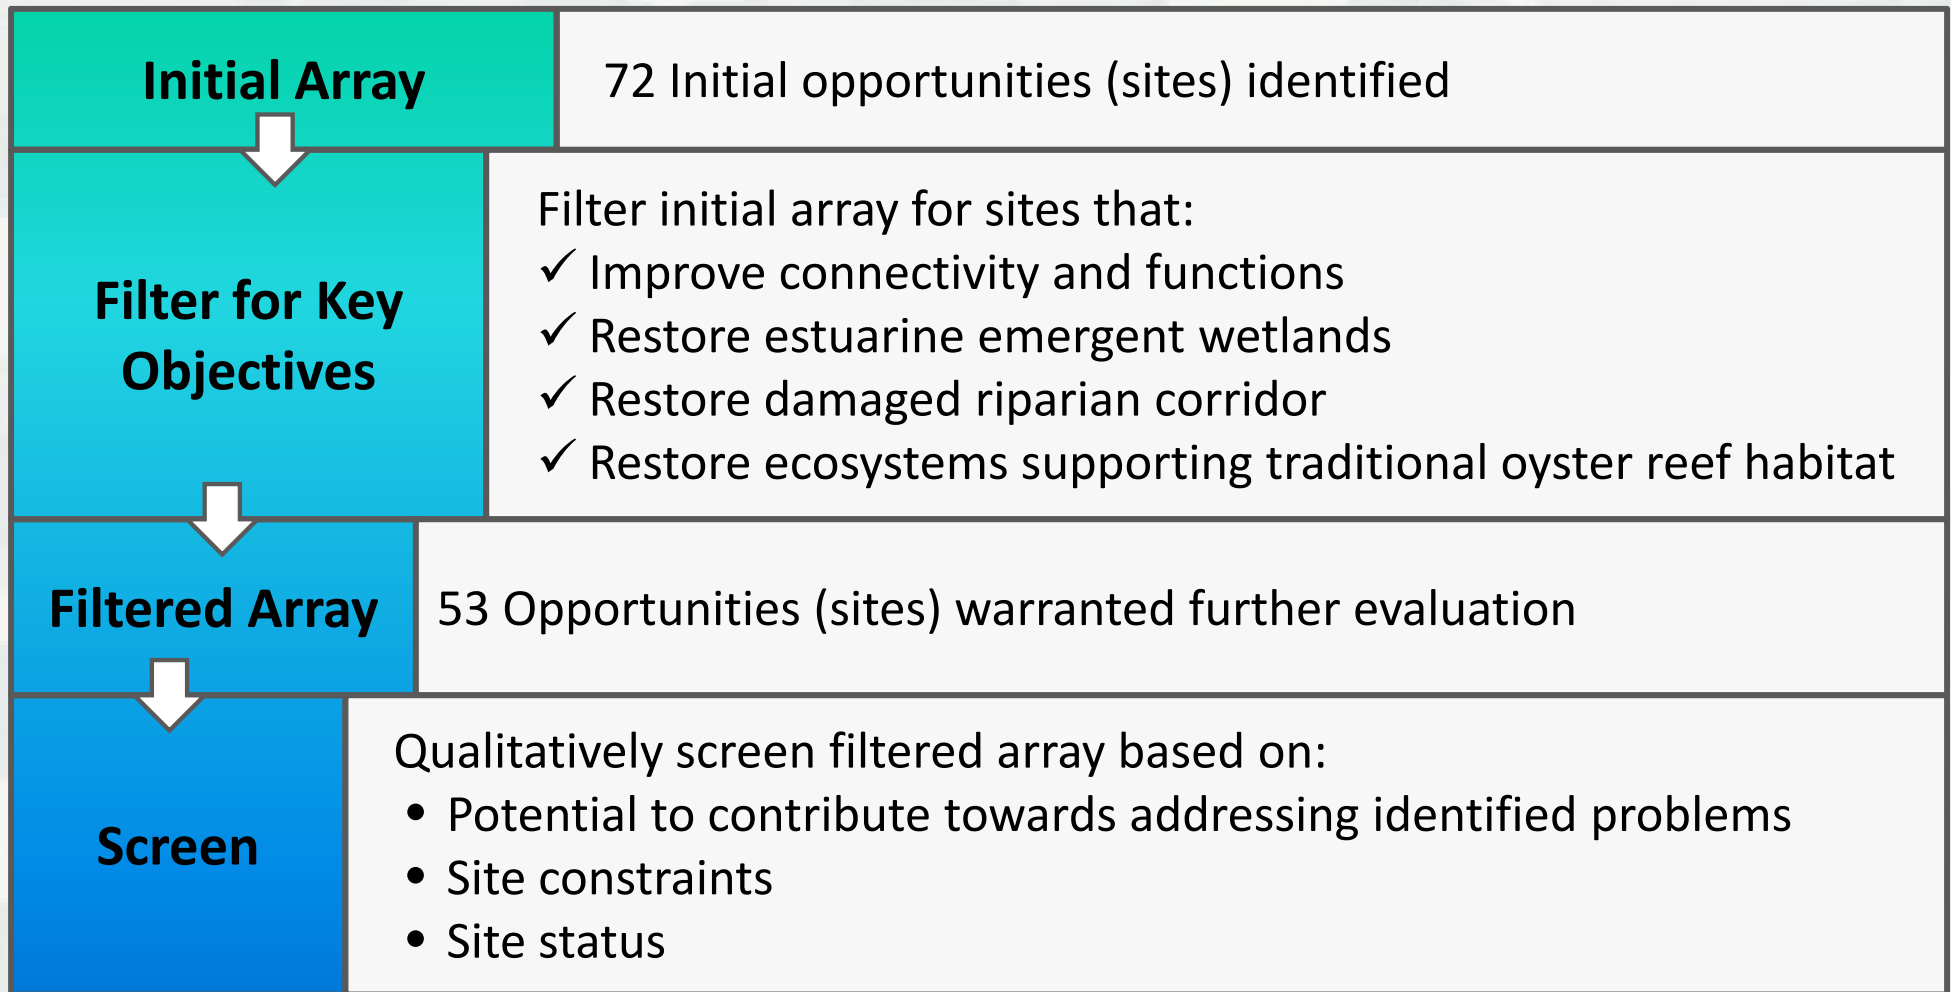 Initial Array
72 Initial opportunities (sites) identified
Filter for Key
Objectives
Filter initial array for sites that:
✓ Improve connectivity and functions
✓ Restore estuarine emergent wetlands
✓ Restore damaged riparian corridor
✓ Restore ecosystems supporting traditional oyster reef habitat
Filtered Array
53 Opportunities (sites) warranted further evaluation
Screen
Qualitatively screen filtered array based on:
• Potential to contribute towards addressing identified problems
• Site constraints
• Site status